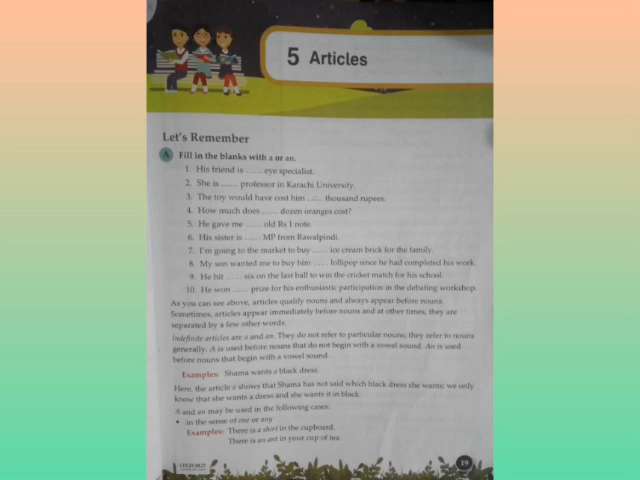 5 Articles
Let's Remember
A Fill in the blanks with a or an.
1. His friend is ...... eye specialist.
2. She is ...... professor in Karachi University.
3. The toy would have cost him ...... thousand rupees.
4. How much does ...... dozen oranges cost?
5. He gave me ...... old Rs 1 note.
6. His sister is ...... MP from Rawalpindi.
7. I'm going to the market to buy ...... ice cream brick for the family.
8. My son wanted me to buy him ...... lollipop since he had completed his work.
9. He hit ...... six on the last ball to win the cricket match for his school.
10. He won ...... prize for his enthusiastic participation in the debating workshop.
As you can see above, articles qualify nouns and always appear before nouns.
Sometimes, articles appear immediately before nouns and at other times, they are
separated by a few other words.
Indefinite articles are a and an. They do not refer to particular nouns; they refer to nouns
generally. A is used before nouns that do not begin with a vowel sound. An is used
before nouns that begin with a vowel sound.
Examples: Shama wants a black dress.
Here, the article a shows that Shama has not said which black dress she wants; we only
know that she wants a dress and she wants it in black.
A and an may be used in the following cases:
• in the sense of one or any
Examples: There is a shirt in the cupboard.
There is an ant in your cup of tea.
OXFORD
19